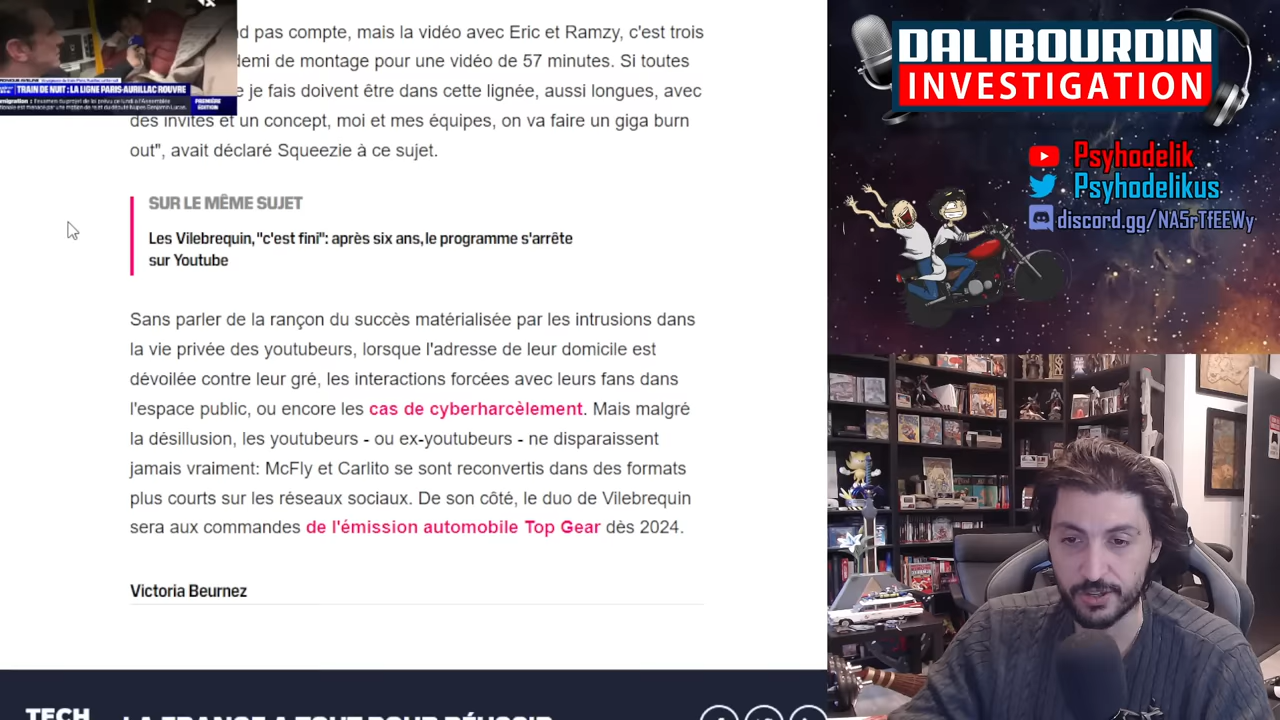 TRAIN DE NUIT : LA LIGNE PARIS-AURILLAC ROUVRE
PREMIÈRE
ÉDITION
d pas compte, mais la vidéo avec Eric et Ramzy, c'est trois
demi de montage pour une vidéo de 57 minutes. Si toutes
e je fais doivent être dans cette lignée, aussi longues, avec
des invités et un concept, moi et mes équipes, on va faire un giga burn
out", avait déclaré Squeezie à ce sujet.
SUR LE MÊME SUJET
Les Vilebrequin, "c'est fini": après six ans, le programme s'arrête
sur Youtube
Sans parler de la rançon du succès matérialisée par les intrusions dans
la vie privée des youtubeurs, lorsque l'adresse de leur domicile est
dévoilée contre leur gré, les interactions forcées avec leurs fans dans
l'espace public, ou encore les cas de cyberharcèlement. Mais malgré
la désillusion, les youtubeurs - ou ex-youtubeurs - ne disparaissent
jamais vraiment: McFly et Carlito se sont reconvertis dans des formats
plus courts sur les réseaux sociaux. De son côté, le duo de Vilebrequin
sera aux commandes de l'émission automobile Top Gear dès 2024.
Victoria Beurnez
TECH
LA FRANCE A TOUT POUR RÉUSSIR
DALIBOURDIN
INVESTIGATION
Psyhodelik
Psyhodelikus
discord.gg/NA5rTfEEWy